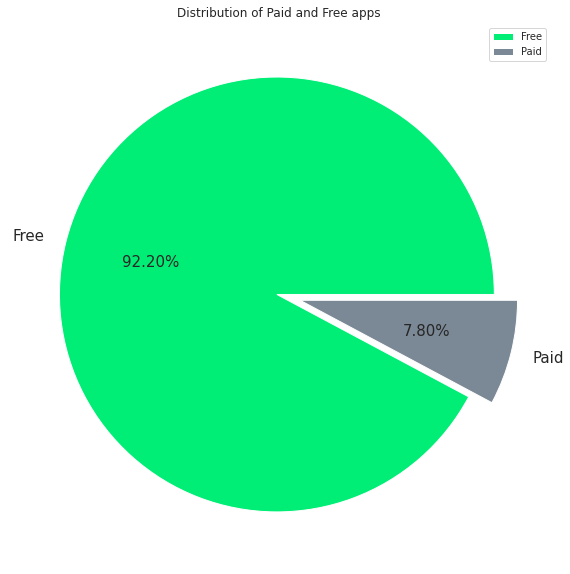 Distribution of Paid and Free apps
Free
Paid
Free
92.20%
7.80%
Paid